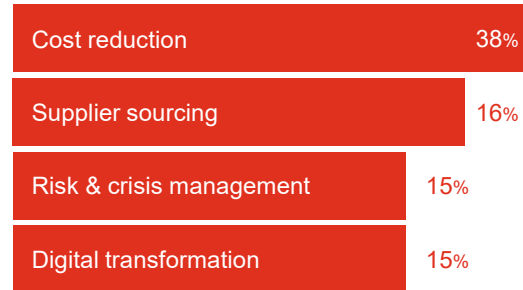 Cost reduction 38%
Supplier sourcing 16%
Risk & crisis management 15%
Digital transformation 15%